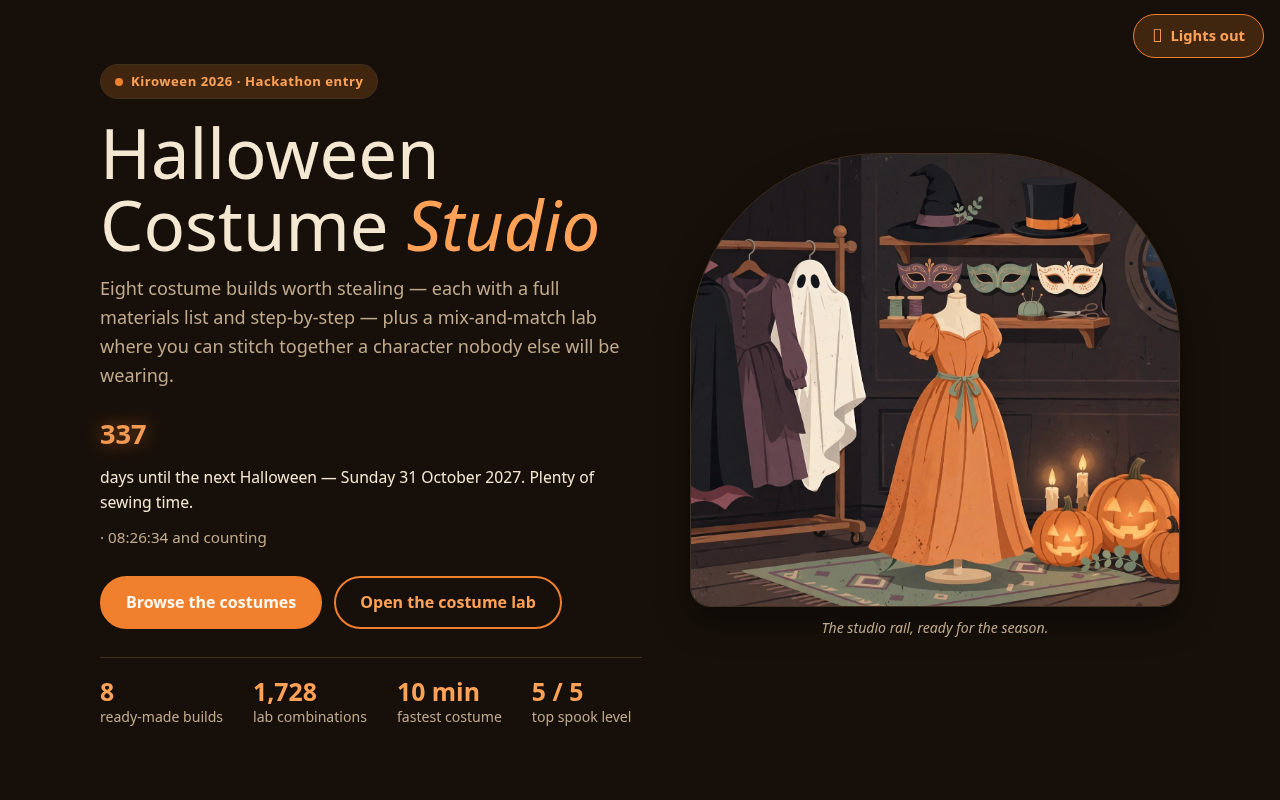 Lights out
Kiroween 2026 · Hackathon entry
Halloween
Costume Studio
Eight costume builds worth stealing — each with a full
materials list and step-by-step — plus a mix-and-match lab
where you can stitch together a character nobody else will be
wearing.
337
days until the next Halloween — Sunday 31 October 2027. Plenty of
sewing time.
· 08:26:34 and counting
Browse the costumes
Open the costume lab
The studio rail, ready for the season.
8
ready-made builds
1,728
lab combinations
10 min
fastest costume
5 / 5
top spook level